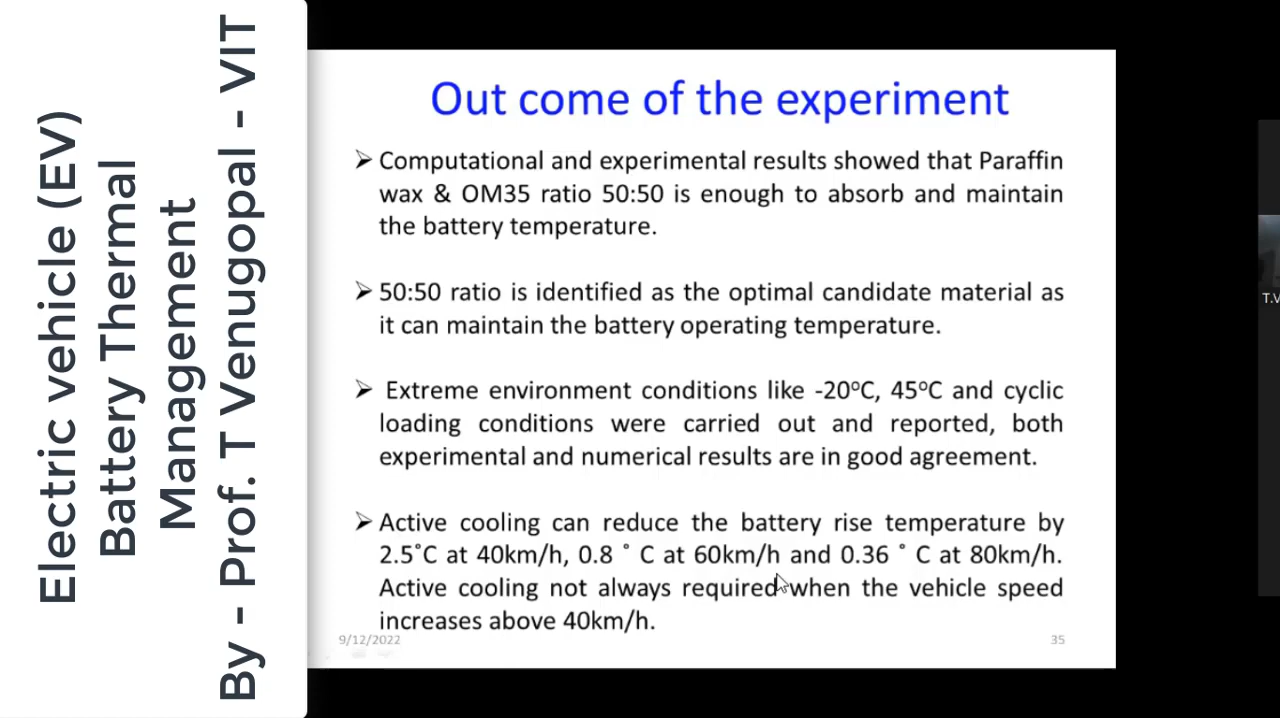 Electric vehicle (EV)
Battery Thermal
Management
By - Prof. T Venugopal - VIT
Out come of the experiment
➢ Computational and experimental results showed that Paraffin
wax & OM35 ratio 50:50 is enough to absorb and maintain
the battery temperature.
➢ 50:50 ratio is identified as the optimal candidate material as
it can maintain the battery operating temperature.
➢ Extreme environment conditions like -20°C, 45°C and cyclic
loading conditions were carried out and reported, both
experimental and numerical results are in good agreement.
➢ Active cooling can reduce the battery rise temperature by
2.5˚C at 40km/h, 0.8 ˚ C at 60km/h and 0.36 ˚ C at 80km/h.
Active cooling not always required when the vehicle speed
increases above 40km/h.
9/12/2022
35